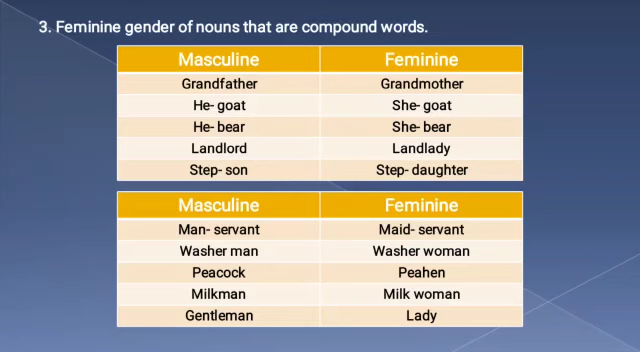 3. Feminine gender of nouns that are compound words.
Masculine Feminine
Grandfather Grandmother
He- goat She- goat
He- bear She- bear
Landlord Landlady
Step- son Step- daughter
Masculine Feminine
Man- servant Maid- servant
Washer man Washer woman
Peacock Peahen
Milkman Milk woman
Gentleman Lady